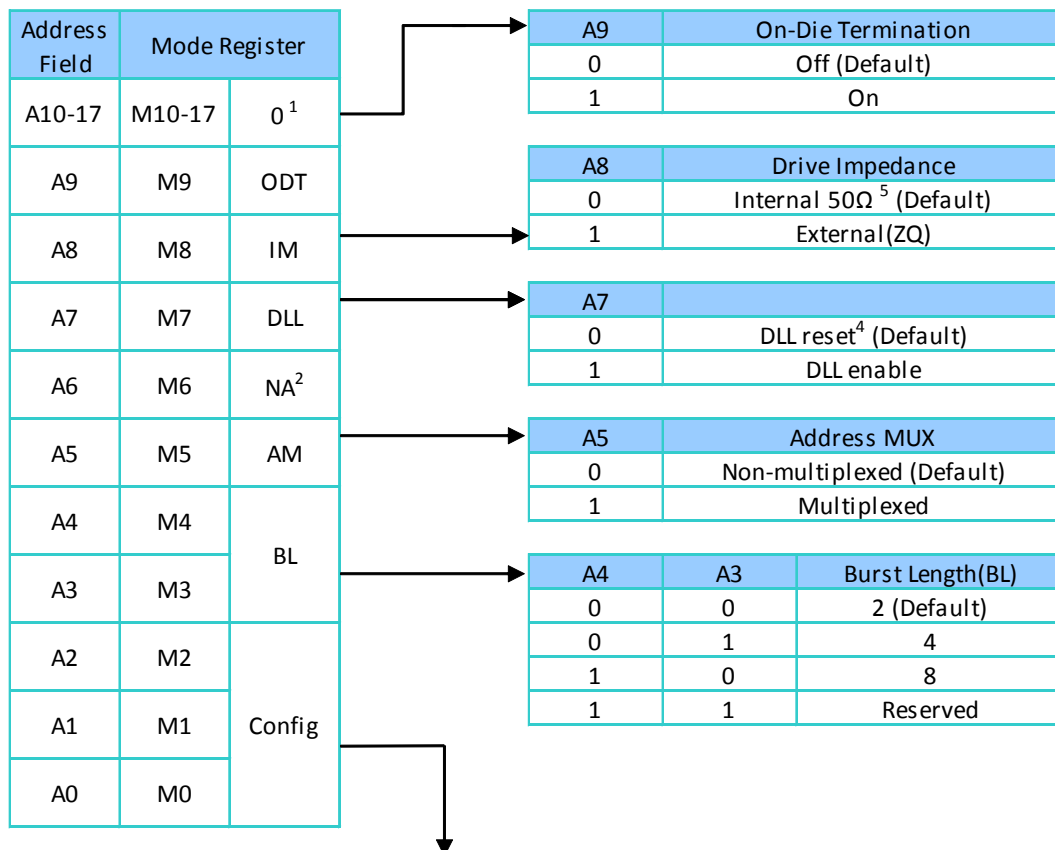 Address Field Mode Register
A10-17 M10-17 0¹
A9 M9 ODT
A8 M8 IM
A7 M7 DLL
A6 M6 NA²
A5 M5 AM
A4 M4 BL
A3 M3
A2 M2 Config
A1 M1
A0 M0
A9 On-Die Termination
0 Off (Default)
1 On
A8 Drive Impedance
0 Internal 50Ω ⁵ (Default)
1 External(ZQ)
A7
0 DLL reset⁴ (Default)
1 DLL enable
A5 Address MUX
0 Non-multiplexed (Default)
1 Multiplexed
A4 A3 Burst Length(BL)
0 0 2 (Default)
0 1 4
1 0 8
1 1 Reserved